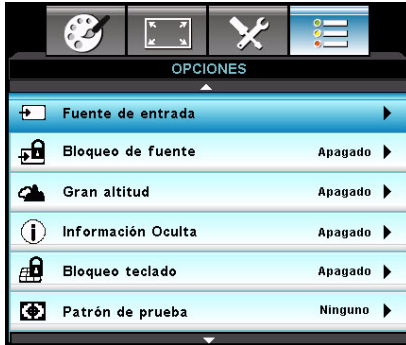 OPCIONES
Fuente de entrada
Bloqueo de fuente Apagado
Gran altitud Apagado
Información Oculta Apagado
Bloqueo teclado Apagado
Patrón de prueba Ninguno